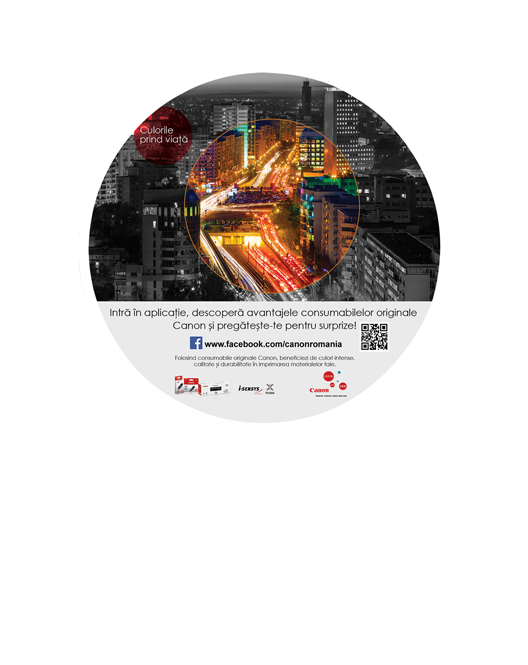 Culorile
prind viață
Intră în aplicație, descoperă avantajele consumabilelor originale
Canon și pregătește-te pentru surprize!
f www.facebook.com/canonromania
Folosind consumabile originale Canon, beneficiezi de culori intense,
calitate și durabilitate în imprimarea materialelor tale.
i-SENSYS
Canon